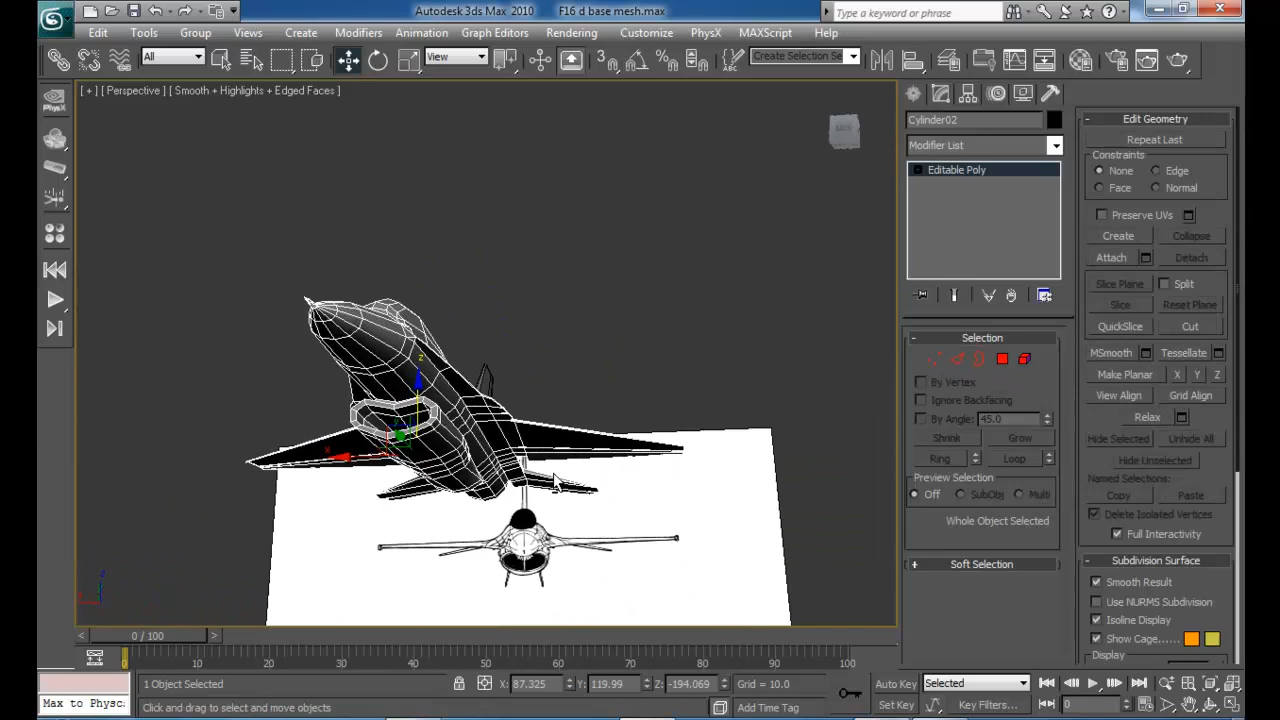 Autodesk 3ds Max 2010 F16 d base mesh.max
Type a keyword or phrase
Edit Tools Group Views Create Modifiers Animation Graph Editors Rendering Customize PhysX MAXScript Help
All View 3 Create Selection Se
[ + ] [ Perspective ] [ Smooth + Highlights + Edged Faces ]
PhysX
BACK
z
x
Cylinder02
Modifier List
Editable Poly
Selection
By Vertex
Ignore Backfacing
By Angle: 45.0
Shrink Grow
Ring Loop
Preview Selection
Off SubObj Multi
Whole Object Selected
Soft Selection
Edit Geometry
Repeat Last
Constraints
None Edge
Face Normal
Preserve UVs
Create Collapse
Attach Detach
Slice Plane Split
Slice Reset Plane
QuickSlice Cut
MSmooth Tessellate
Make Planar X Y Z
View Align Grid Align
Relax
Hide Selected Unhide All
Hide Unselected
Named Selections:
Copy Paste
Delete Isolated Vertices
Full Interactivity
Subdivision Surface
Smooth Result
Use NURMS Subdivision
Isoline Display
Show Cage......
Display
< 0 / 100 >
0 10 20 30 40 50 60 70 80 90 100
1 Object Selected X: 87.325 Y: 119.99 Z: -194.069 Grid = 10.0 Auto Key Selected
Max to Physc. Click and drag to select and move objects Add Time Tag Set Key Key Filters... 0